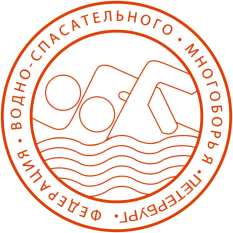 ФЕДЕРАЦИЯ • ВОДНО-СПАСАТЕЛЬНОГО • МНОГОБОРЬЯ • ПЕТЕРБУРГ •